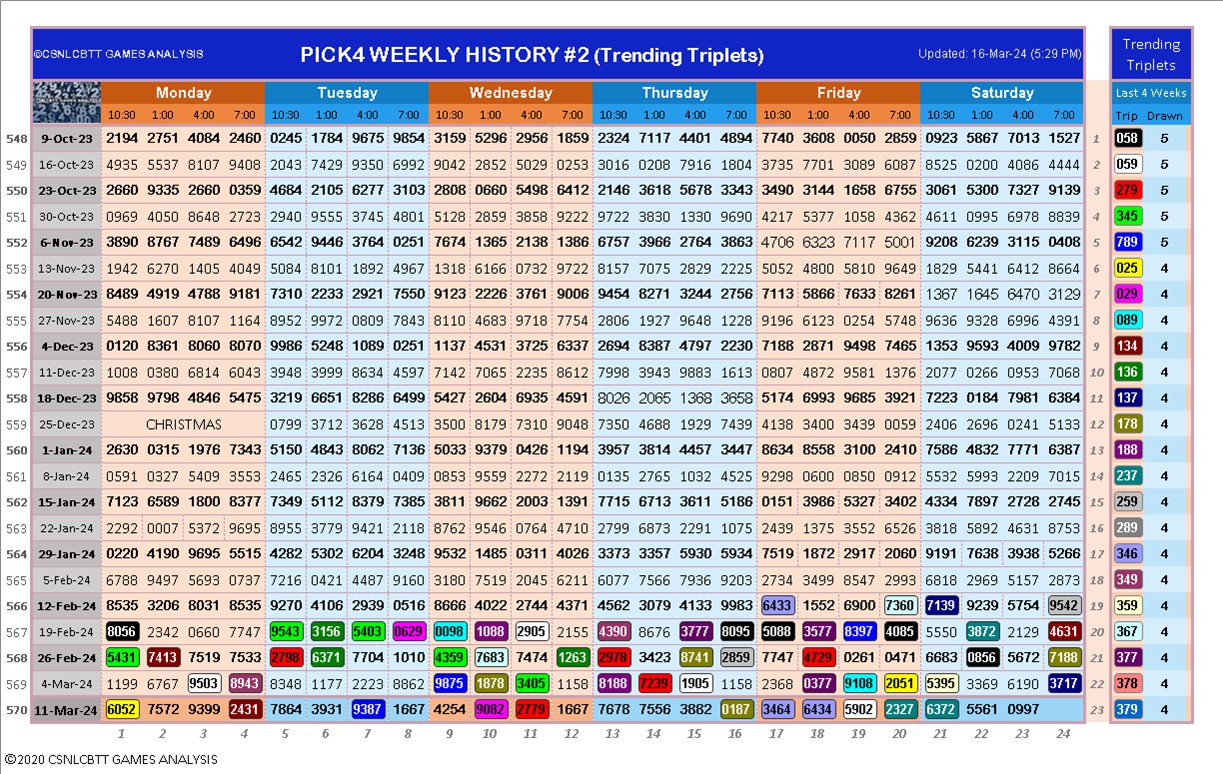 ©CSNLCBTT GAMES ANALYSIS PICK4 WEEKLY HISTORY #2 (Trending Triplets) Updated: 16-Mar-24 (5:29 PM) Trending Triplets
Monday Tuesday Wednesday Thursday Friday Saturday Last 4 Weeks
10:30 1:00 4:00 7:00 10:30 1:00 4:00 7:00 10:30 1:00 4:00 7:00 10:30 1:00 4:00 7:00 10:30 1:00 4:00 7:00 10:30 1:00 4:00 7:00 Trip Drawn
548 9-Oct-23 2194 2751 4084 2460 0245 1784 9675 9854 3159 5296 2956 1859 2324 7117 4401 4894 7740 3608 0050 2859 0923 5867 7013 1527 1 058 5
549 16-Oct-23 4935 5537 8107 9408 2043 7429 9350 6995 9042 2852 5029 0253 3016 0208 7916 1804 3735 7701 3089 6087 8525 0200 4086 4444 2 059 5
550 23-Oct-23 2660 9335 2660 0359 4684 2105 6277 3103 2808 0660 5498 6412 2146 3618 5678 3343 3490 3144 1658 6755 3061 5300 7327 9139 3 279 5
551 30-Oct-23 0969 4050 8648 2723 2940 9555 3745 4801 5128 2859 3858 9222 9722 3830 1330 9690 4217 5377 1058 4362 4611 0995 6978 8839 4 345 5
552 6-Nov-23 3890 8767 7489 6496 6542 9446 3764 0251 7674 1365 2138 1386 6757 3966 2764 3863 4706 6323 7117 5001 9208 6239 3115 0408 5 789 5
553 13-Nov-23 1942 6270 1405 4049 5084 8101 1892 4967 1318 6166 0732 9722 8157 7075 2829 2225 5052 4800 5810 9649 1829 5441 6412 8664 6 025 4
554 20-Nov-23 8489 4919 4788 9181 7310 2233 2921 7550 9123 2226 3761 9006 9454 8271 3244 2756 7113 5866 7633 8261 1367 1645 6470 3129 7 029 4
555 27-Nov-23 5488 1607 8107 1164 8952 9972 0809 7843 8110 4683 9718 7754 2806 1927 9648 1228 9196 6123 0254 5748 9636 9328 6996 4391 8 089 4
556 4-Dec-23 0120 8361 8060 8070 9986 5248 1089 0251 1137 4531 3725 6337 2694 8387 4797 2230 7188 2871 9498 7465 1353 9593 4009 9782 9 134 4
557 11-Dec-23 1008 0380 6814 6043 3948 3999 8634 4597 7142 7065 2235 8612 7998 3943 9883 1613 0807 4872 9581 1376 2077 0266 0953 7068 10 136 4
558 18-Dec-23 9858 9798 4846 5475 3219 6651 8286 6499 5427 2604 6935 4591 8026 2065 1368 3658 5174 6993 9685 3921 7223 0184 7981 6384 11 137 4
559 25-Dec-23 CHRISTMAS 0799 3712 3628 4513 3500 8179 7310 9048 7350 4688 1929 7439 4138 3400 3439 0059 2406 2696 0241 5133 12 178 4
560 1-Jan-24 2630 0315 1976 7343 5150 4843 8062 7136 5033 9379 0426 1194 3957 3814 4457 3447 8634 8558 3100 2410 7586 4832 7771 6387 13 188 4
561 8-Jan-24 0591 0327 5409 3553 2465 2328 6164 0409 0853 9559 2272 2119 0135 2765 1032 4525 9298 0600 0850 0912 5532 5993 2209 7015 14 237 4
562 15-Jan-24 7123 6589 1800 8377 7349 5112 8379 7385 3811 9662 2003 1391 7715 6713 3611 5186 0151 3986 5327 3402 4334 7897 2728 2745 15 259 4
563 22-Jan-24 2292 0007 5372 9695 8955 3779 9421 2118 8762 9546 0764 4710 2799 6873 2291 1075 2439 1375 3552 6526 3818 5892 4631 8753 16 289 4
564 29-Jan-24 0220 4190 9695 5515 4282 5302 6204 3248 9532 1485 0311 4026 3373 3357 5930 5934 7519 1872 2917 2060 9191 7638 3938 5266 17 346 4
565 5-Feb-24 6788 9497 5693 0737 7216 0421 4487 9160 3180 7519 2045 6211 6077 7566 7936 9203 2734 3499 8547 2993 6818 2969 5157 2873 18 349 4
566 12-Feb-24 8535 3206 8031 8535 9270 4106 2939 0516 8666 4022 2744 4371 4562 3079 4133 9983 6433 1552 6900 7360 7139 9239 5754 9542 19 359 4
567 19-Feb-24 8056 2342 0660 7747 9543 3156 5403 0629 0098 1088 2905 2155 4390 8676 3777 8095 5088 3577 8397 4085 5550 3872 2129 4631 20 367 4
568 26-Feb-24 5431 7413 7519 7533 2798 6371 7704 1010 4359 7683 7474 1263 2978 3423 8741 2859 7747 4729 0261 0471 6683 0856 5672 7188 21 377 4
569 4-Mar-24 1199 6767 9503 8943 8348 1177 2223 8862 9875 1878 3405 1158 8188 7239 1905 1158 2368 0377 9108 2051 5395 3369 6190 3717 22 378 4
570 11-Mar-24 6052 7572 9399 2431 7864 3931 9387 1667 4254 9082 2779 1667 7678 7556 3882 0187 3464 6434 5902 2327 6372 5561 0997 23 379 4
1 2 3 4 5 6 7 8 9 10 11 12 13 14 15 16 17 18 19 20 21 22 23 24
©2020 CSNLCBTT GAMES ANALYSIS